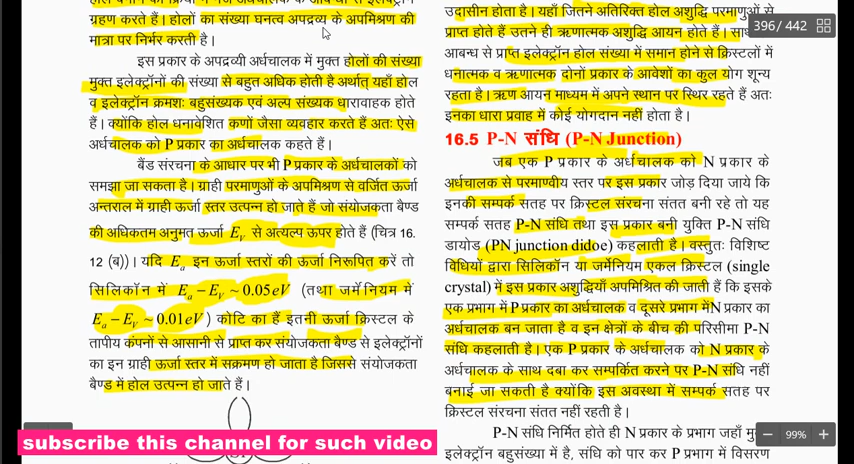 ग्रहण करते हैं। होलों का संख्या घनत्व अपद्रव्य के अपमिश्रण की
मात्रा पर निर्भर करती है।
इस प्रकार के अपद्रव्यी अर्धचालक में मुक्त होलों की संख्या
मुक्त इलेक्ट्रॉनों की संख्या से बहुत अधिक होती है अर्थात् यहाँ होल
व इलेक्ट्रॉन क्रमशः बहुसंख्यक एवं अल्प संख्यक धारावाहक होते
हैं। क्योंकि होल धनावेशित कणों जैसा व्यवहार करते हैं अतः ऐसे
अर्धचालक को P प्रकार का अर्धचालक कहते हैं।
बैंड संरचना के आधार पर भी P प्रकार के अर्धचालकों को
समझा जा सकता है। ग्राही परमाणुओं के अपमिश्रण से वर्जित ऊर्जा
अन्तराल में ग्राही ऊर्जा स्तर उत्पन्न हो जाते हैं जो संयोजकता बैण्ड
की अधिकतम अनुमत ऊर्जा E_V से अत्यल्प ऊपर होते हैं (चित्र 16.
12 (ब))। यदि E_a इन ऊर्जा स्तरों की ऊर्जा निरूपित करें तो
सिलिकॉन में E_a – E_V ~ 0.05eV (तथा जर्मेनियम में
E_a – E_V ~ 0.01eV) कोटि का हैं इतनी ऊर्जा क्रिस्टल के
तापीय कंपनों से आसानी से प्राप्त कर संयोजकता बैण्ड से इलेक्ट्रॉनों
का इन ग्राही ऊर्जा स्तर में सक्रमण हो जाता है जिससे संयोजकता
बैण्ड में होल उत्पन्न हो जाते हैं।
subscribe this channel for such video
उदासीन होता है। यहाँ जितने अतिरिक्त होल अशुद्धि परमाणुओं से
प्राप्त होते हैं उतने ही ऋणात्मक अशुद्धि आयन होते हैं।
आबन्ध से प्राप्त इलेक्ट्रॉन होल संख्या में समान होने से क्रिस्टलों में
धनात्मक व ऋणात्मक दोनों प्रकार के आवेशों का कुल योग शून्य
रहता है। ऋण आयन माध्यम में अपने स्थान पर स्थिर रहते हैं अतः
इनका धारा प्रवाह में कोई योगदान नहीं होता है।
16.5 P-N संधि (P-N Junction)
जब एक P प्रकार के अर्धचालक को N प्रकार के
अर्धचालक से परमाण्वीय स्तर पर इस प्रकार जोड़ दिया जाये कि
इनकी सम्पर्क सतह पर क्रिस्टल संरचना संतत बनी रहे तो यह
सम्पर्क सतह P-N संधि तथा इस प्रकार बनी युक्ति P-N संधि
डायोड (PN junction didoe) कहलाती है। वस्तुतः विशिष्ट
विधियों द्वारा सिलिकॉन या जर्मेनियम एकल क्रिस्टल (single
crystal) में इस प्रकार अशुद्धियाँ अपमिश्रित की जाती हैं कि इसके
एक प्रभाग में P प्रकार का अर्धचालक व दूसरे प्रभाग में N प्रकार का
अर्धचालक बन जाता है व इन क्षेत्रों के बीच की परिसीमा P-N
संधि कहलाती है। एक P प्रकार के अर्धचालक को N प्रकार के
अर्धचालक के साथ दबा कर सम्पर्कित करने पर P-N संधि नहीं
बनाई जा सकती है क्योंकि इस अवस्था में सम्पर्क सतह पर
क्रिस्टल संरचना संतत नहीं रहती है।
P-N संधि निर्मित होते ही N प्रकार के प्रभाग जहाँ
इलेक्ट्रॉन बहुसंख्या में है, संधि को पार कर P प्रभाग में विसरण
396 / 442
99%